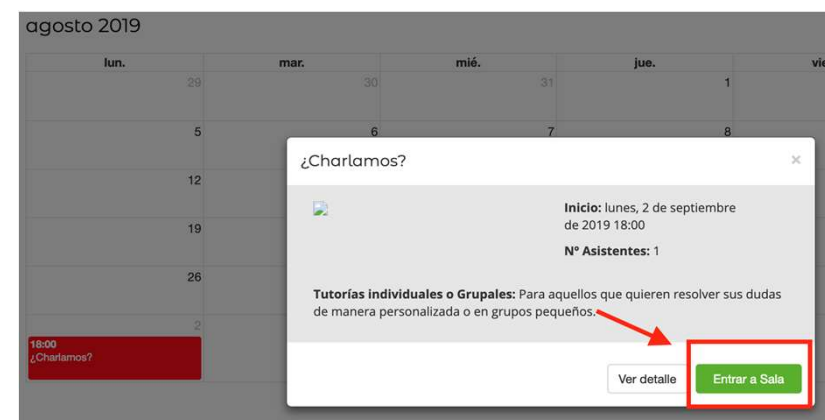 agosto 2019
lun. mar. mié. jue. vie
29 30 31 1
5 6 7 8
¿Charlamos? ×
12
Inicio: lunes, 2 de septiembre
de 2019 18:00
19
Nº Asistentes: 1
26
Tutorías individuales o Grupales: Para aquellos que quieren resolver sus dudas
de manera personalizada o en grupos pequeños.
2
18:00
¿Charlamos?
Ver detalle Entrar a Sala